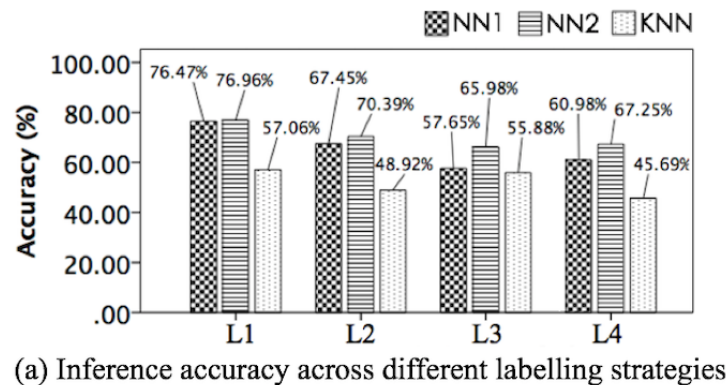 NN1 NN2 KNN
100.00
80.00
60.00
40.00
20.00
.00
Accuracy (%)
76.47% 76.96% 57.06%
67.45% 70.39% 48.92%
57.65% 65.98% 55.88%
60.98% 67.25% 45.69%
L1 L2 L3 L4
(a) Inference accuracy across different labelling strategies